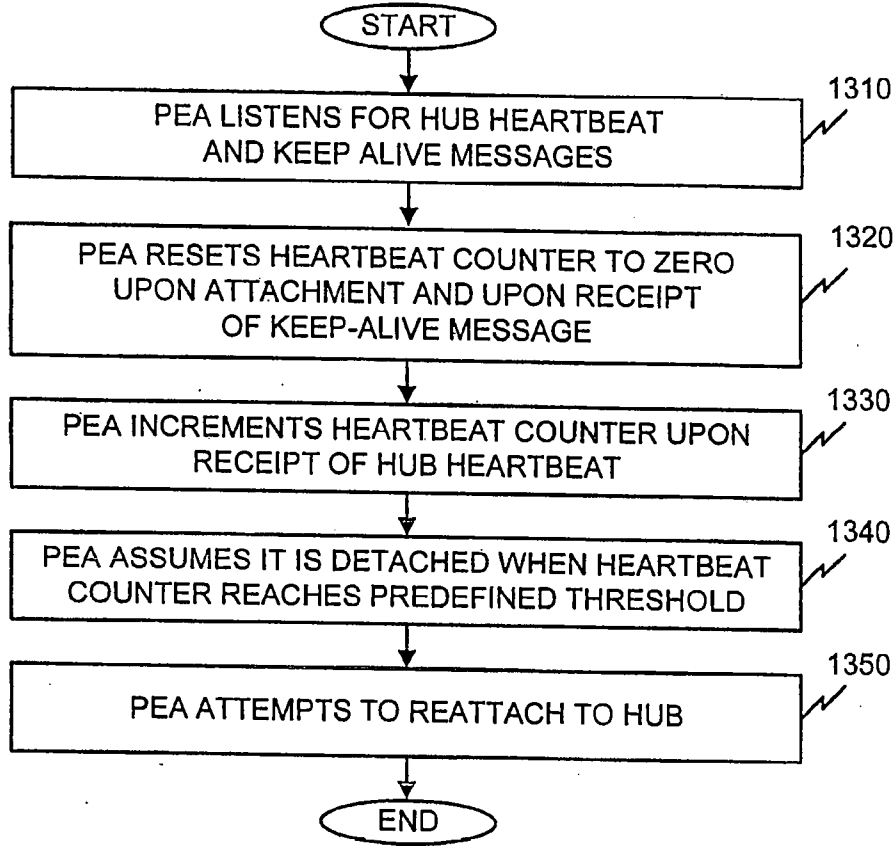 START
1310
PEA LISTENS FOR HUB HEARTBEAT
AND KEEP ALIVE MESSAGES
1320
PEA RESETS HEARTBEAT COUNTER TO ZERO
UPON ATTACHMENT AND UPON RECEIPT
OF KEEP-ALIVE MESSAGE
1330
PEA INCREMENTS HEARTBEAT COUNTER UPON
RECEIPT OF HUB HEARTBEAT
1340
PEA ASSUMES IT IS DETACHED WHEN HEARTBEAT
COUNTER REACHES PREDEFINED THRESHOLD
1350
PEA ATTEMPTS TO REATTACH TO HUB
END